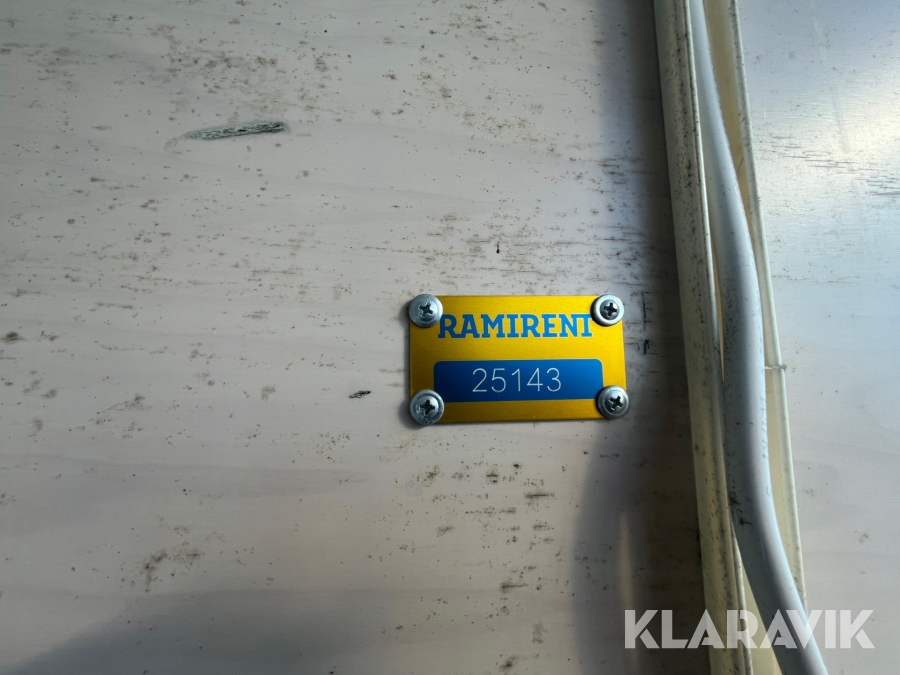 RAMIRENT
25143
KLARAVIK